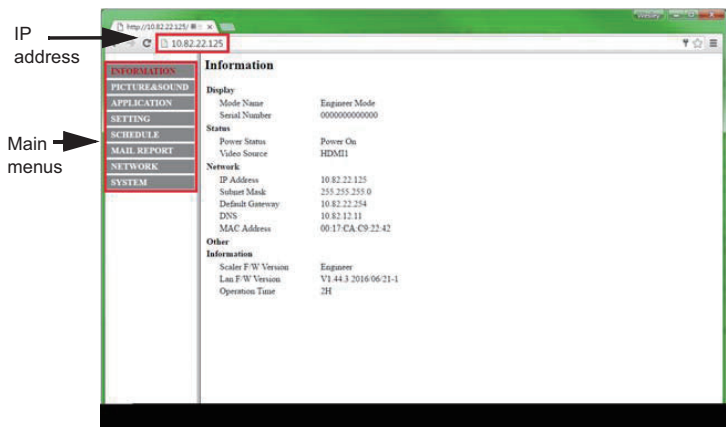 IP
address
Main
menus
http://10.82.22.125/
10.82.22.125
INFORMATION
PICTURE&SOUND
APPLICATION
SETTING
SCHEDULE
MAIL REPORT
NETWORK
SYSTEM
Information
Display
Mode Name Engineer Mode
Serial Number 0000000000000
Status
Power Status Power On
Video Source HDMI1
Network
IP Address 10.82.22.125
Subnet Mask 255.255.255.0
Default Gateway 10.82.22.254
DNS 10.82.12.11
MAC Address 00:17:CA:C9:22:42
Other
Information
Scaler F/W Version Engineer
Lan F/W Version V1.44.3 2016/06/21-1
Operation Time 2H